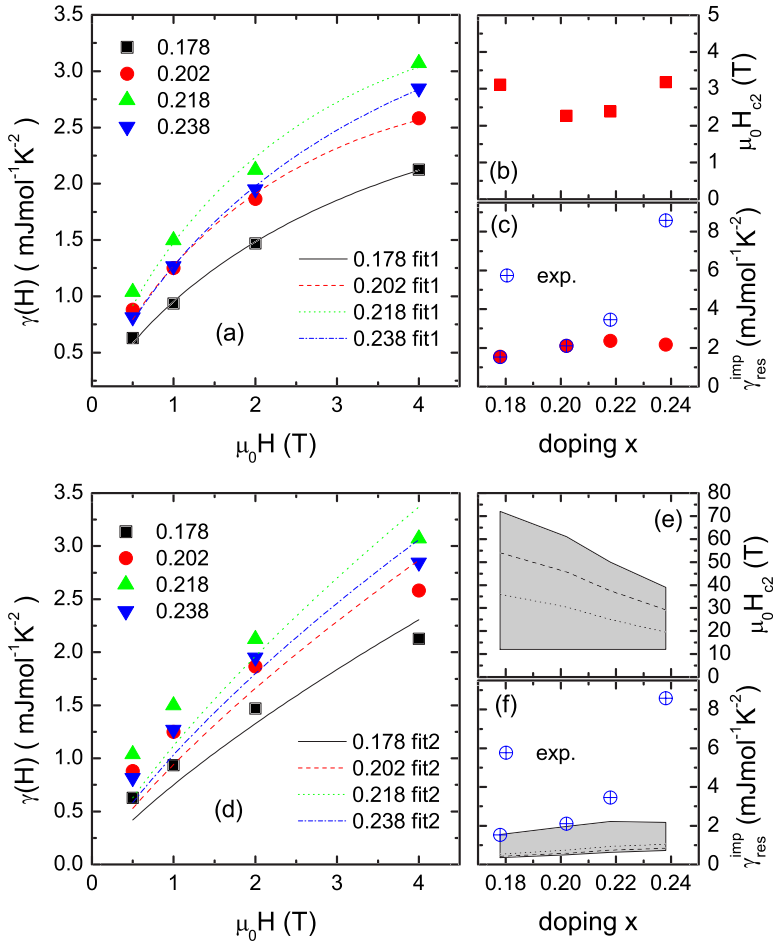 3.5
3.0
2.5
2.0
1.5
1.0
0.5
γ(H) ( mJmol⁻¹K⁻²)
0.178
0.202
0.218
0.238
(a)
0.178 fit1
0.202 fit1
0.218 fit1
0.238 fit1
0 1 2 3 4
μ₀H (T)
(b)
5
4
3
2
1
0
μ₀H_c2 (T)
(c)
exp.
8
6
4
2
0
γ_res^imp (mJmol⁻¹K⁻²)
0.18 0.20 0.22 0.24
doping x
3.5
3.0
2.5
2.0
1.5
1.0
0.5
0.0
γ(H) ( mJmol⁻¹K⁻²)
0.178
0.202
0.218
0.238
(d)
0.178 fit2
0.202 fit2
0.218 fit2
0.238 fit2
0 1 2 3 4
μ₀H (T)
(e)
80
70
60
50
40
30
20
10
0
μ₀H_c2 (T)
(f)
exp.
8
6
4
2
0
γ_res^imp (mJmol⁻¹K⁻²)
0.18 0.20 0.22 0.24
doping x